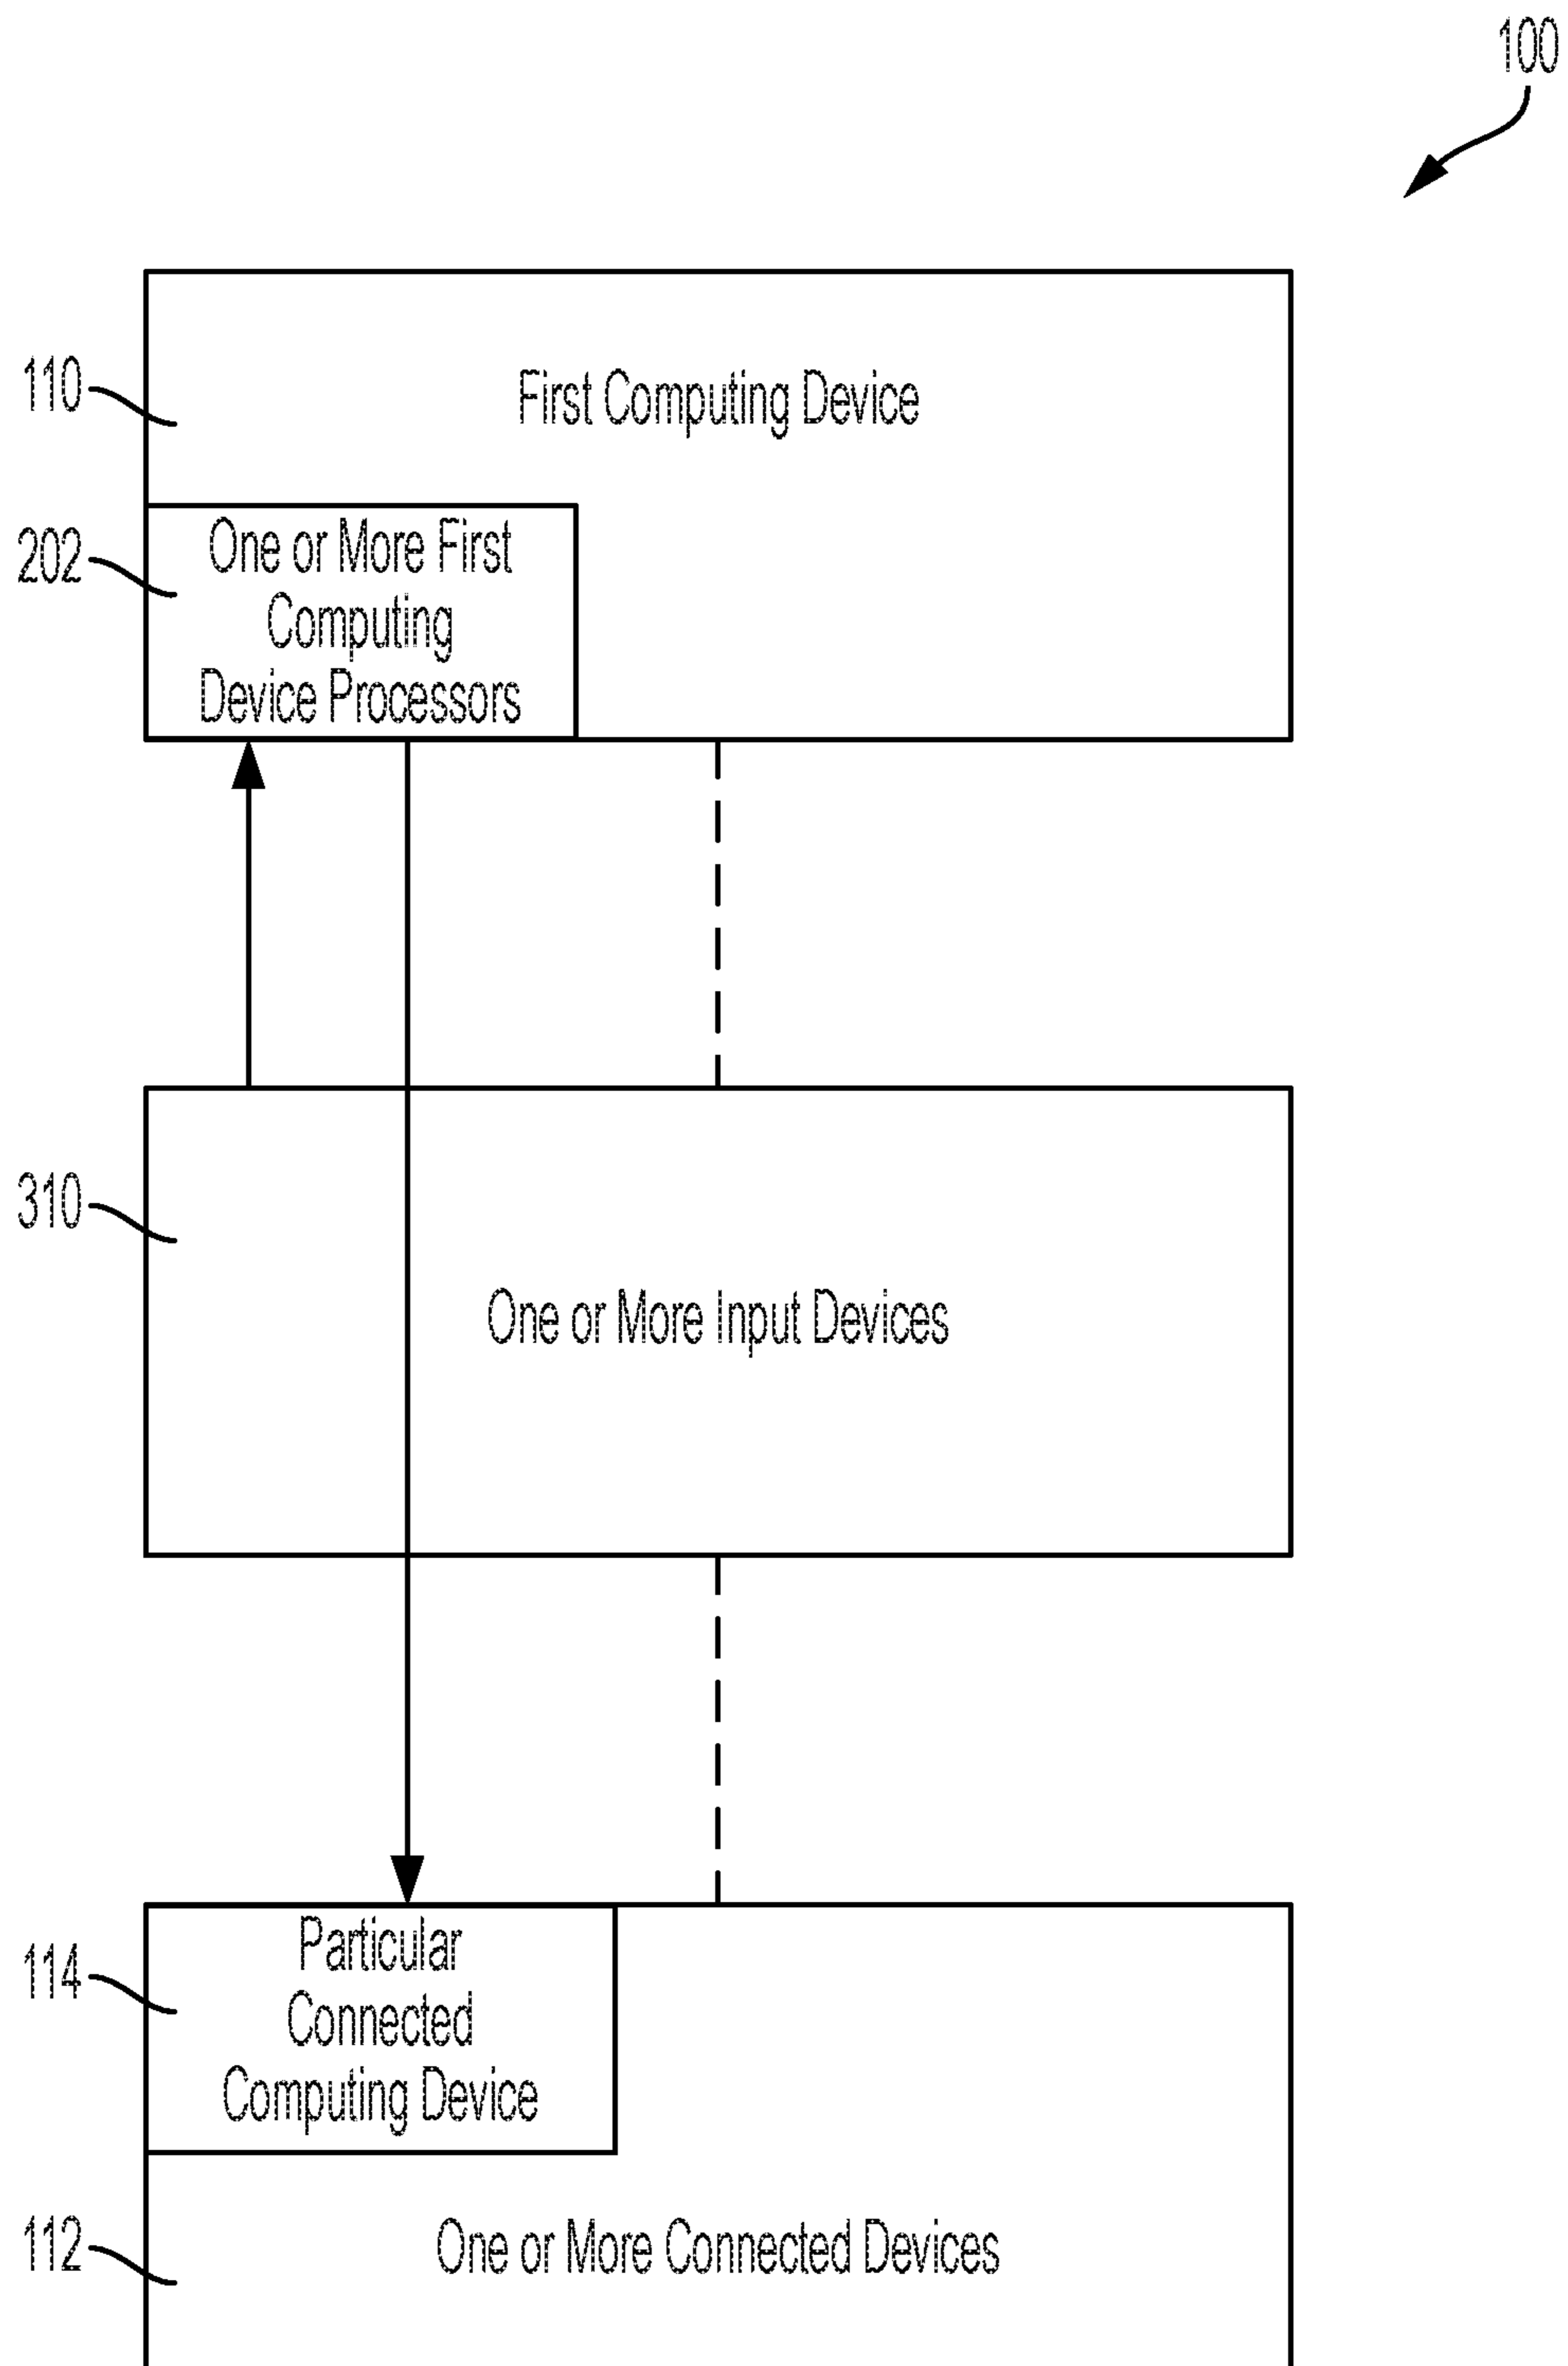 100
110
First Computing Device
202
One or More First
Computing
Device Processors
310
One or More Input Devices
114
Particular
Connected
Computing Device
112
One or More Connected Devices